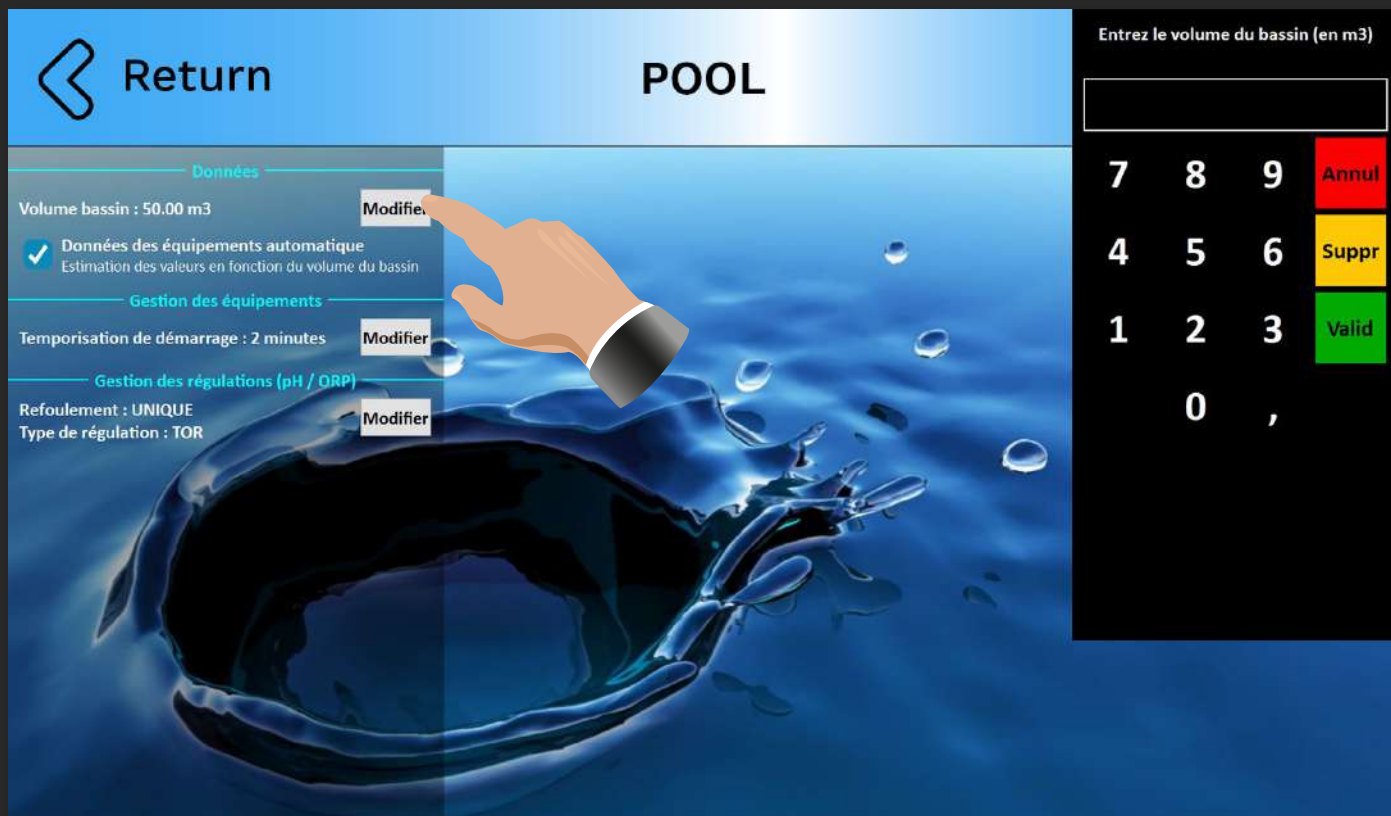 Return
POOL
Données
Volume bassin : 50.00 m3
Modifier
Données des équipements automatique
Estimation des valeurs en fonction du volume du bassin
Gestion des équipements
Temporisation de démarrage : 2 minutes
Modifier
Gestion des régulations (pH / ORP)
Refoulement : UNIQUE
Type de régulation : TOR
Modifier
Entrez le volume du bassin (en m3)
7 8 9 Annul
4 5 6 Suppr
1 2 3 Valid
0 ,